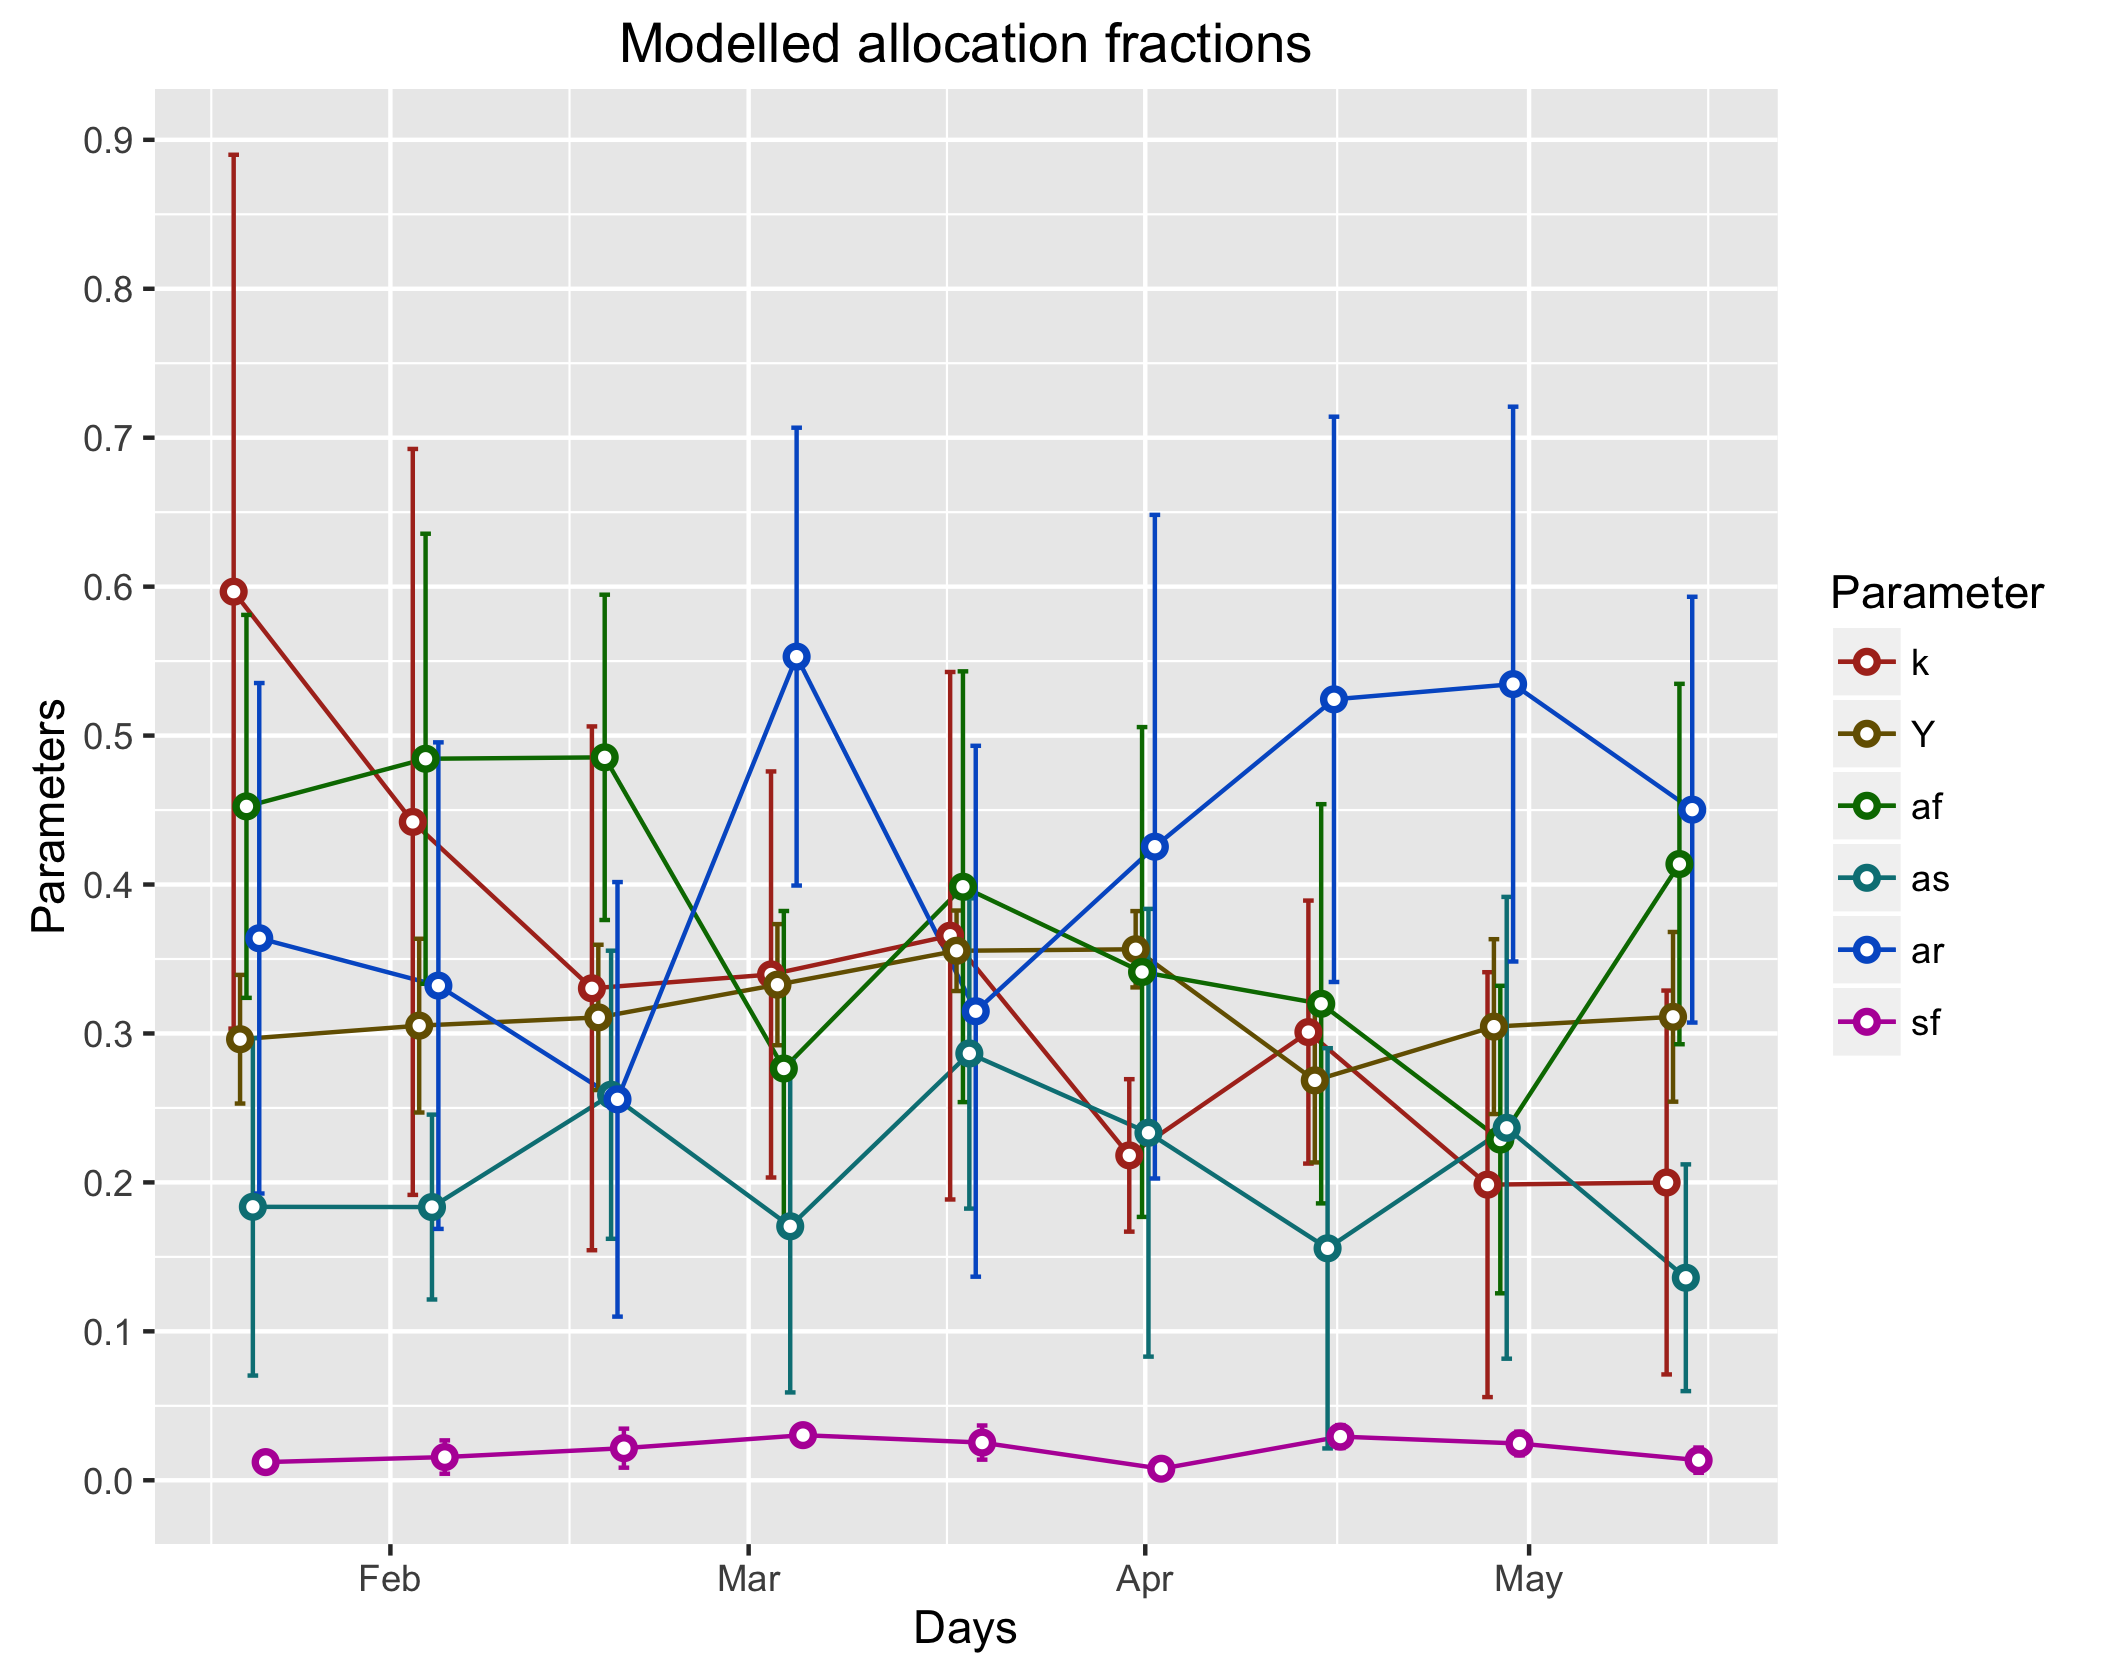 Modelled allocation fractions
0.9
0.8
0.7
0.6
0.5
0.4
0.3
0.2
0.1
0.0
Parameters
Feb Mar Apr May
Days
Parameter
k
Y
af
as
ar
sf